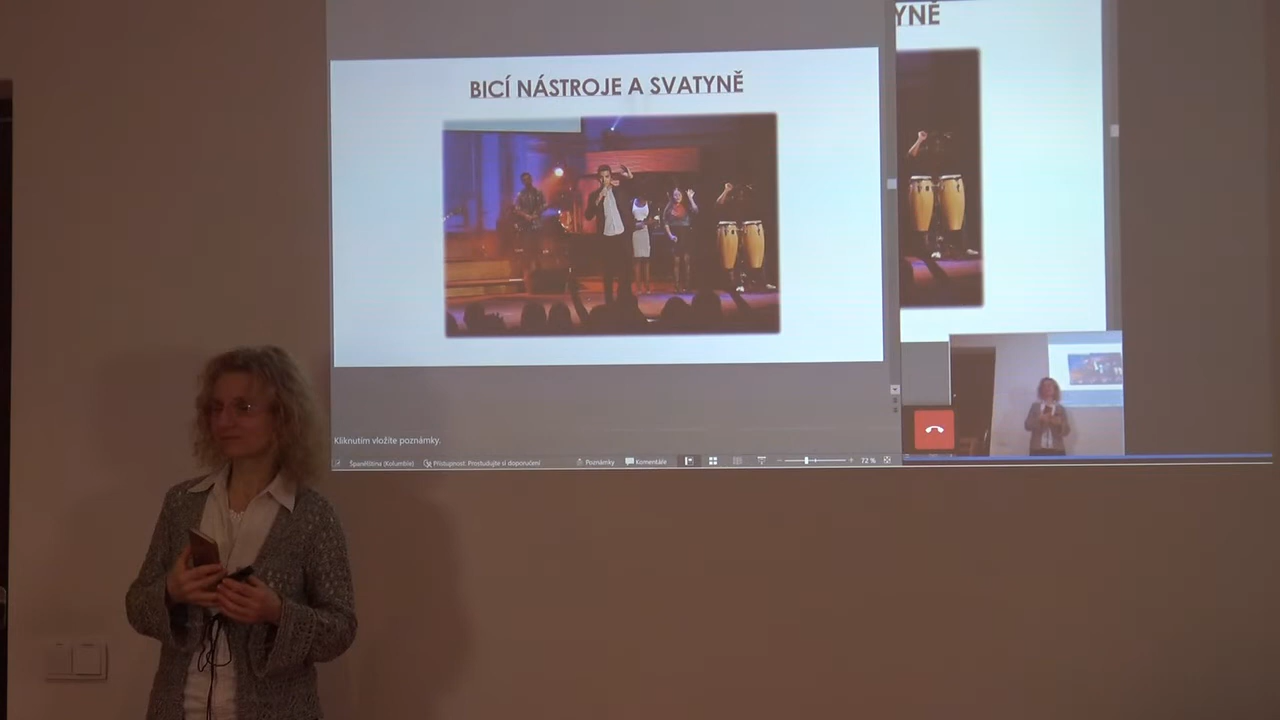 BICÍ NÁSTROJE A SVATYNĚ
YNĚ
Kliknutím vložíte poznámky.
Španělština (Kolumbie) Přístupnost: Prostudujte si doporučení Poznámky Komentáře 72 %